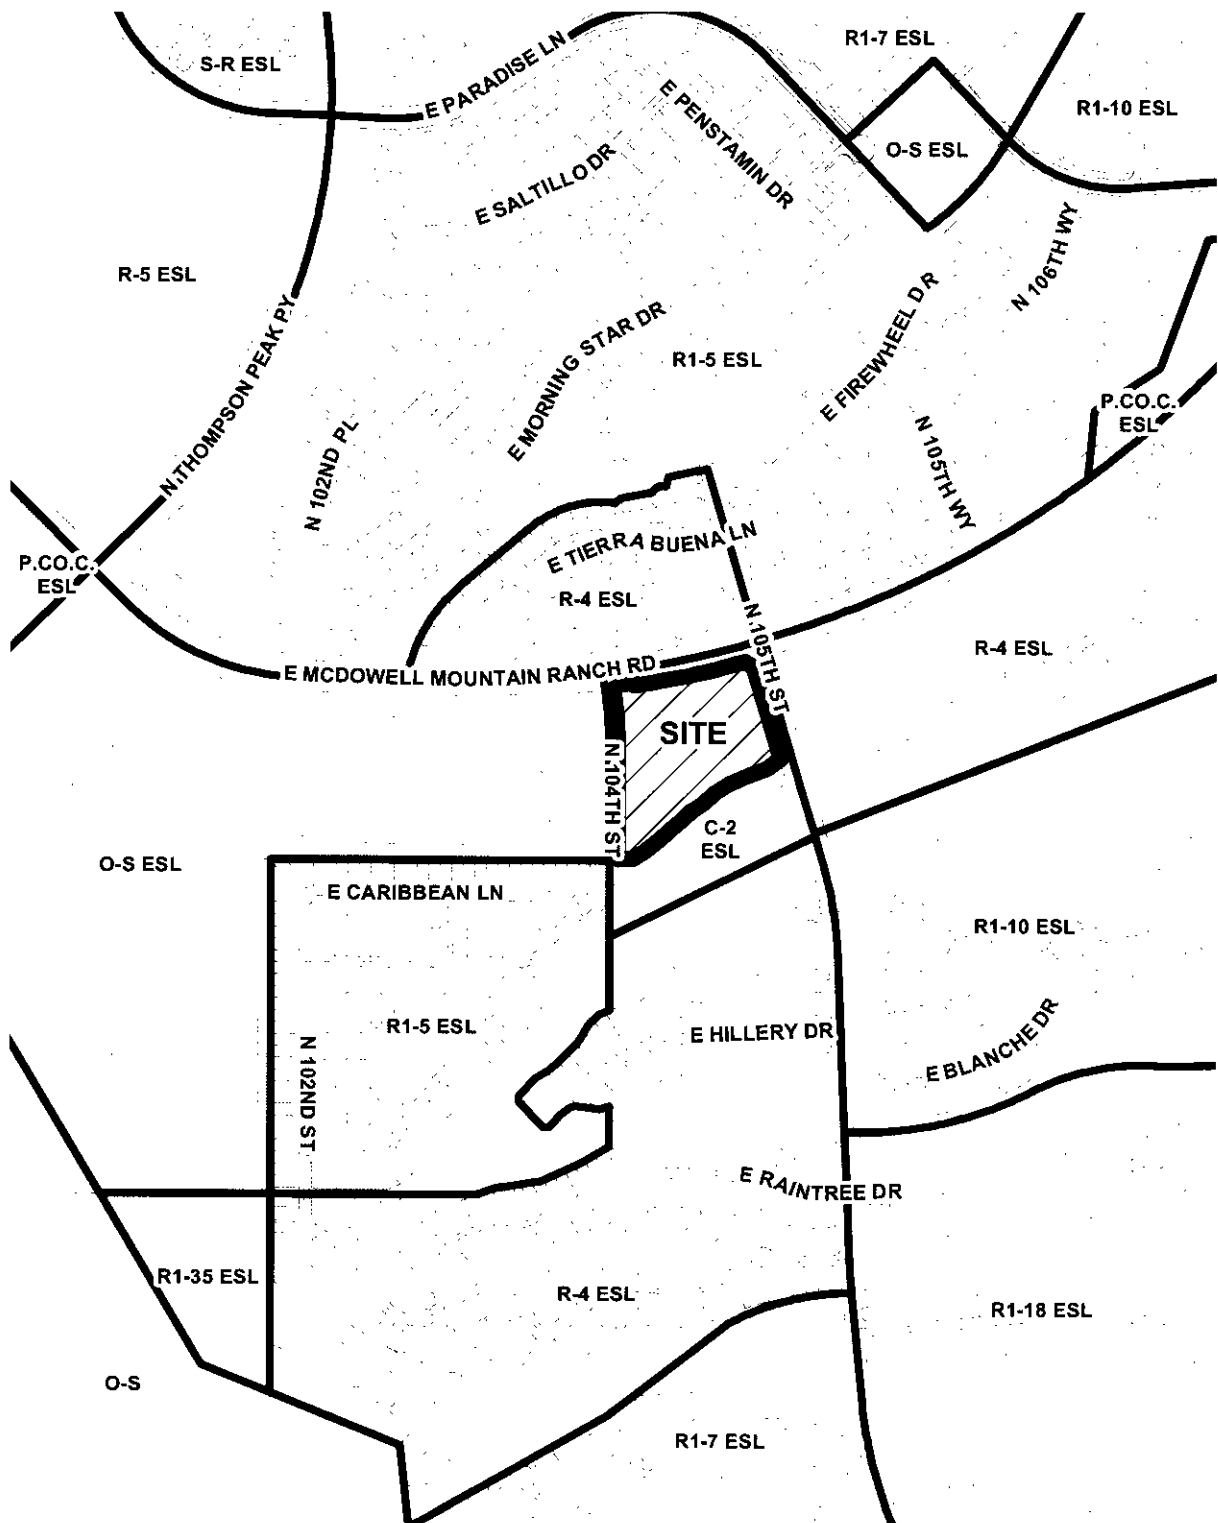 R1-7 ESL
S-R ESL
E PARADISE LN
E PENSTAMIN DR
R1-10 ESL
O-S ESL
E SALTILLO DR
N 106TH WY
R-5 ESL
N THOMPSON PEAK PY
E MORNING STAR DR
R1-5 ESL
E FIREWHEEL DR
P.CO.C.
ESL
N 102ND PL
N 105TH WY
E TIERRA BUENA LN
P.CO.C.
ESL
R-4 ESL
N 105TH ST
E MCDOWELL MOUNTAIN RANCH RD
R-4 ESL
SITE
N 104TH ST
C-2
ESL
O-S ESL
E CARIBBEAN LN
R1-10 ESL
R1-5 ESL
E HILLERY DR
E BLANCHE DR
N 102ND ST
E RAINTREE DR
R1-35 ESL
R-4 ESL
R1-18 ESL
O-S
R1-7 ESL